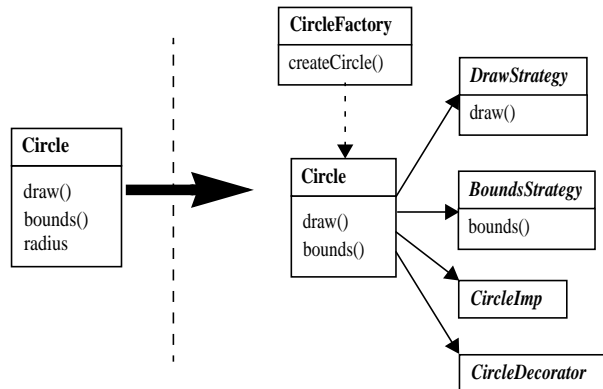 Circle
draw()
bounds()
radius
CircleFactory
createCircle()
Circle
draw()
bounds()
DrawStrategy
draw()
BoundsStrategy
bounds()
CircleImp
CircleDecorator